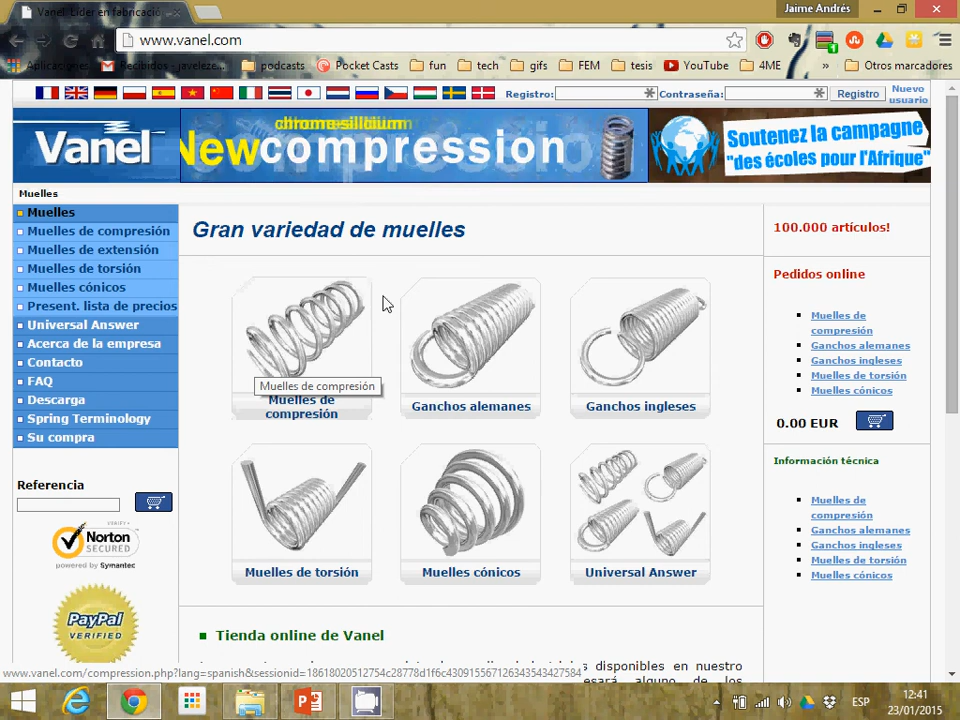 Vanel: Líder en fabricació
Jaime Andrés
www.vanel.com
Aplicaciones
Recibidos - javeleze...
podcasts
Pocket Casts
fun
tech
gifs
FEM
tesis
YouTube
4ME
»
Otros marcadores
Registro:
Contraseña:
Registro
Nuevo
usuario
Vanel
chrome-silicium
Newcompression
Soutenez la campagne
"des écoles pour l'Afrique"
Muelles
Muelles
Muelles de compresión
Muelles de extensión
Muelles de torsión
Muelles cónicos
Present. lista de precios
Universal Answer
Acerca de la empresa
Contacto
FAQ
Descarga
Spring Terminology
Su compra
Referencia
VERIFY
Norton
SECURED
powered by Symantec
PayPal
VERIFIED
Gran variedad de muelles
Muelles de compresión
Muelles de
compresión
Ganchos alemanes
Ganchos ingleses
Muelles de torsión
Muelles cónicos
Universal Answer
Tienda online de Vanel
disponibles en nuestro
100.000 artículos!
Pedidos online
Muelles de
compresión
Ganchos alemanes
Ganchos ingleses
Muelles de torsión
Muelles cónicos
0.00 EUR
Información técnica
Muelles de
compresión
Ganchos alemanes
Ganchos ingleses
Muelles de torsión
Muelles cónicos
www.vanel.com/compression.php?lang=spanish&sessionid=18618020512754c28778d1f6c430915567126343543427584
ESP
12:41
23/01/2015